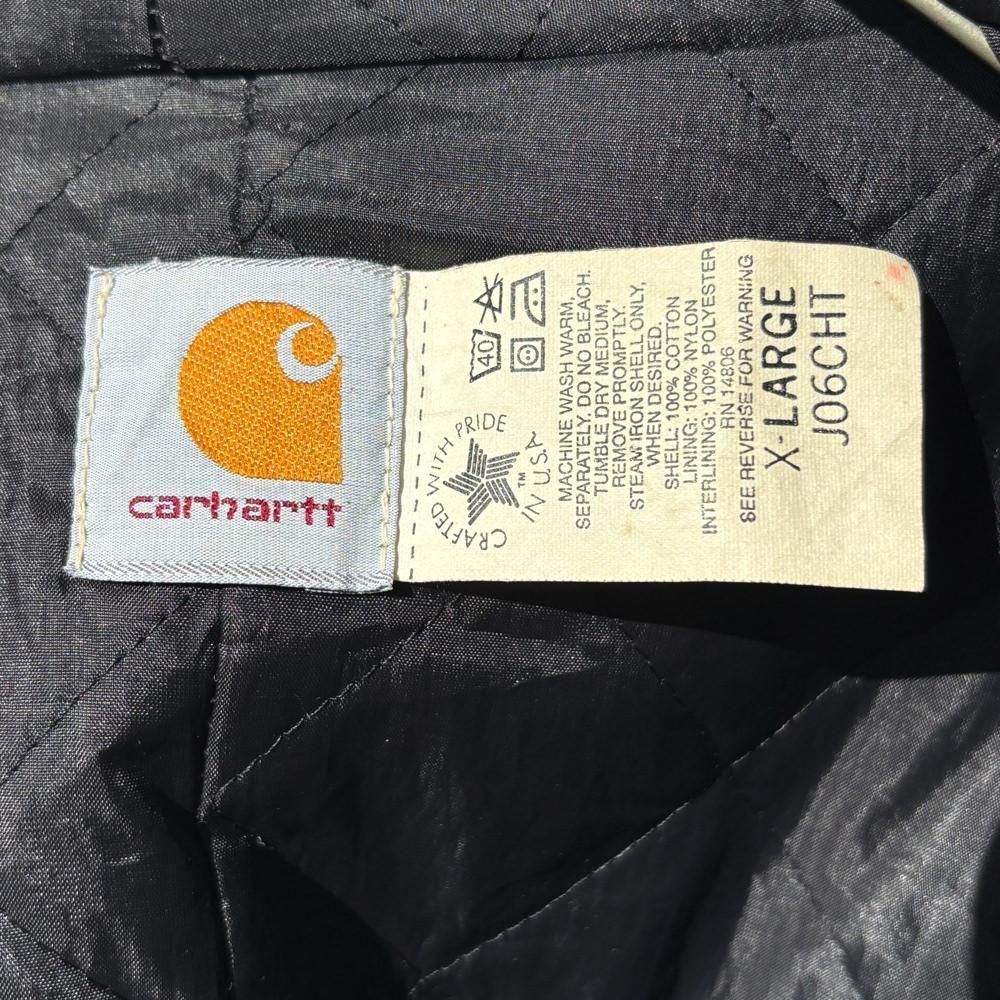 carhartt
40
CRAFTED WITH PRIDE
IN U.S.A.
TM
MACHINE WASH WARM,
SEPARATELY. DO NO BLEACH.
TUMBLE DRY MEDIUM,
REMOVE PROMPTLY.
STEAM IRON SHELL ONLY,
WHEN DESIRED.
SHELL: 100% COTTON
LINING: 100% NYLON
INTERLINING: 100% POLYESTER
RN 14806
SEE REVERSE FOR WARNING
X-LARGE
J06CHT